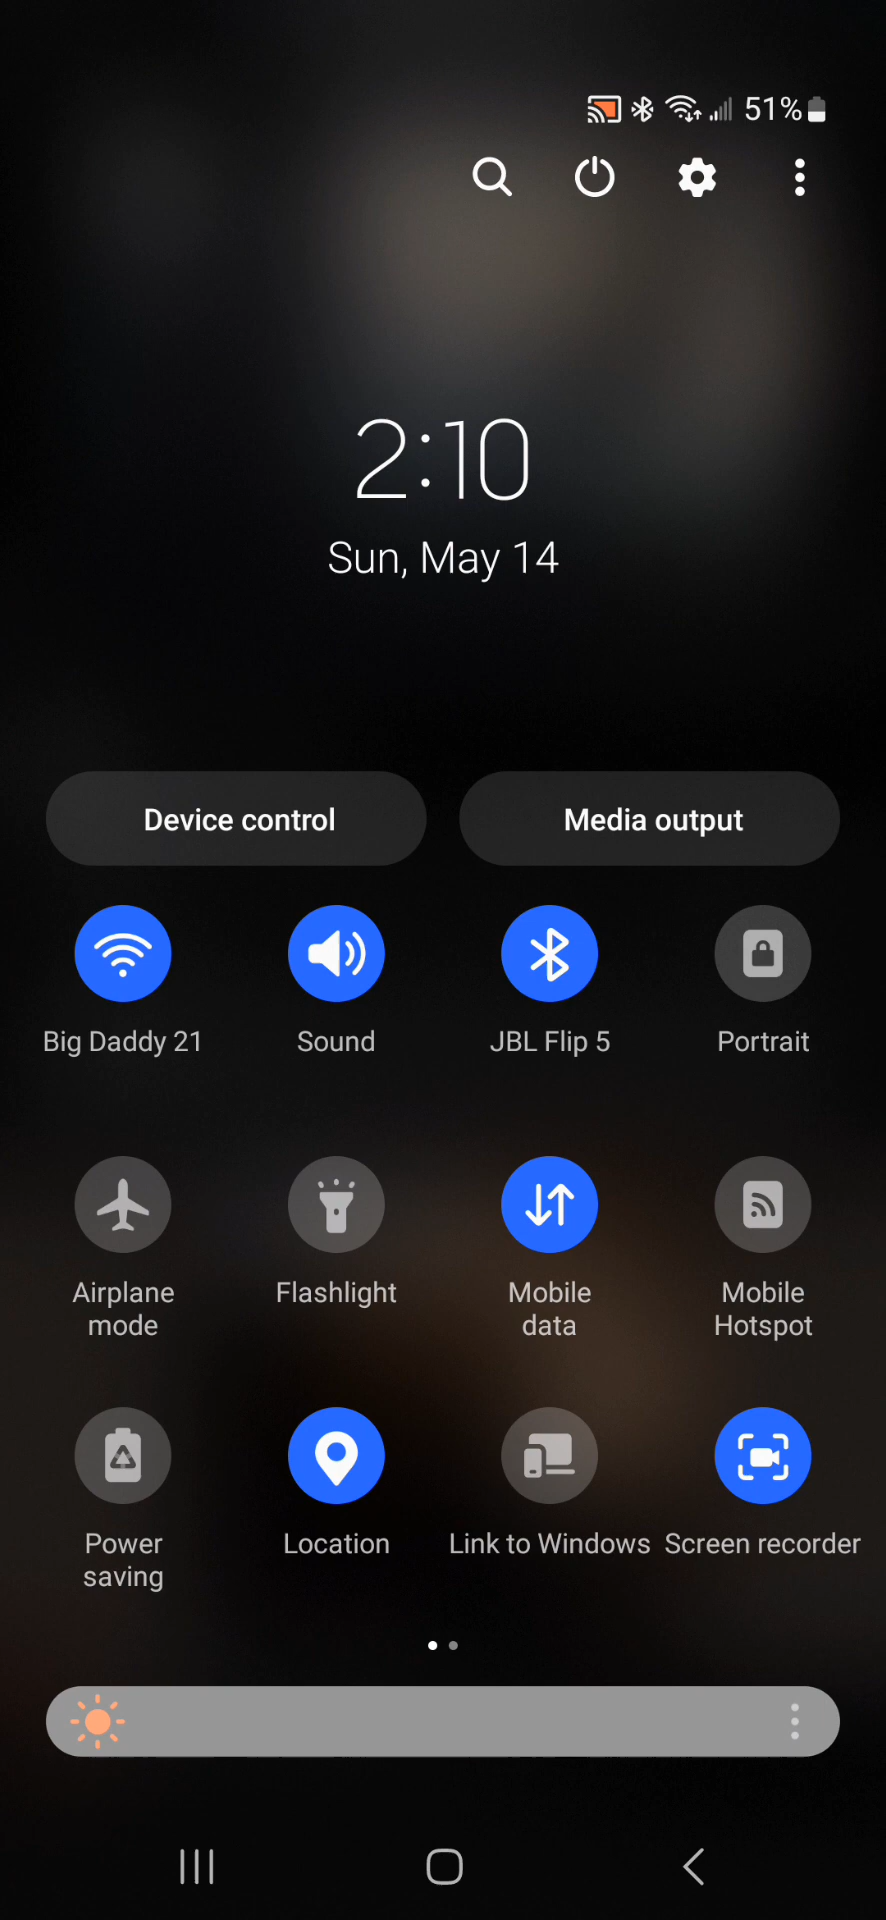 51%
2:10
Sun, May 14
Device control
Media output
Big Daddy 21
Sound
JBL Flip 5
Portrait
Airplane
mode
Flashlight
Mobile
data
Mobile
Hotspot
Power
saving
Location
Link to Windows
Screen recorder